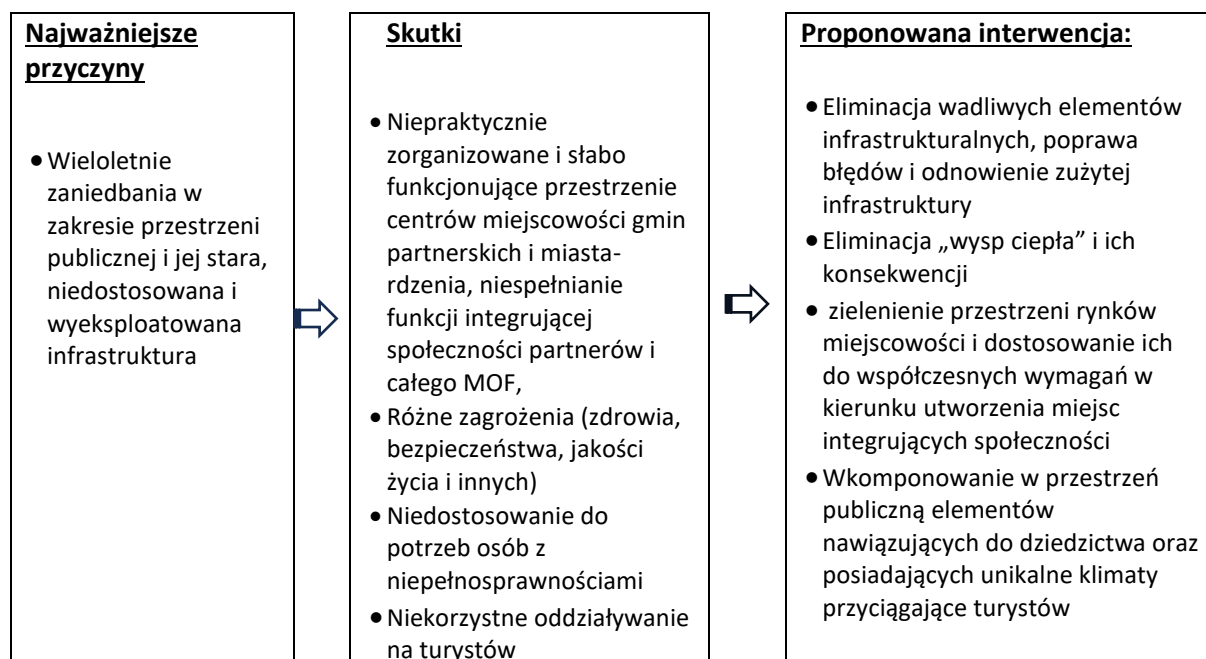 Najważniejsze
przyczyny
• Wieloletnie
zaniedbania w
zakresie przestrzeni
publicznej i jej stara,
niedostosowana i
wyeksploatowana
infrastruktura
Skutki
• Niepraktycznie
zorganizowane i słabo
funkcjonujące przestrzenie
centrów miejscowości gmin
partnerskich i miasta-
rdzenia, niespełnianie
funkcji integrującej
społeczności partnerów i
całego MOF,
• Różne zagrożenia (zdrowia,
bezpieczeństwa, jakości
życia i innych)
• Niedostosowanie do
potrzeb osób z
niepełnosprawnościami
• Niekorzystne oddziaływanie
na turystów
Proponowana interwencja:
• Eliminacja wadliwych elementów
infrastrukturalnych, poprawa
błędów i odnowienie zużytej
infrastruktury
• Eliminacja „wysp ciepła” i ich
konsekwencji
• zielenienie przestrzeni rynków
miejscowości i dostosowanie ich
do współczesnych wymagań w
kierunku utworzenia miejsc
integrujących społeczności
• Wkomponowanie w przestrzeń
publiczną elementów
nawiązujących do dziedzictwa oraz
posiadających unikalne klimaty
przyciągające turystów